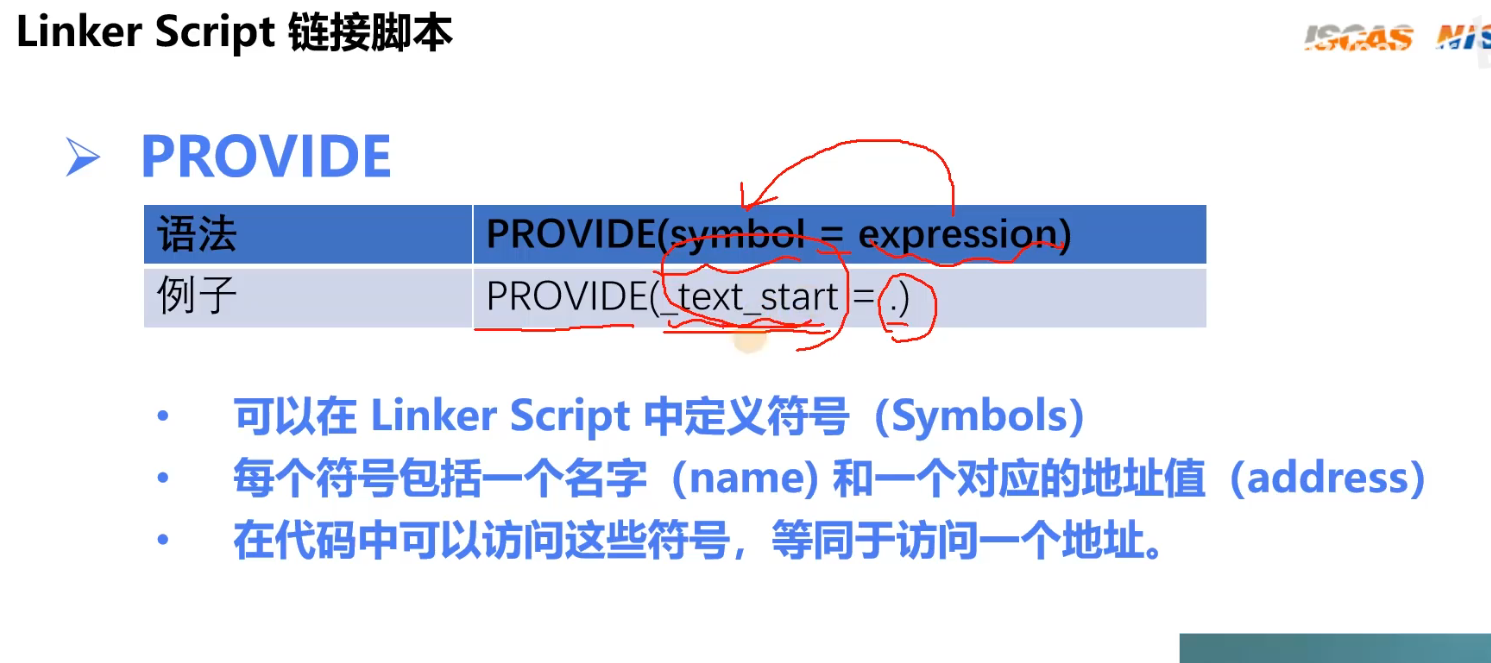 Linker Script 链接脚本
ISCAS
PROVIDE
语法 PROVIDE(symbol = expression)
例子 PROVIDE(_text_start = .)
• 可以在 Linker Script 中定义符号（Symbols）
• 每个符号包括一个名字（name) 和一个对应的地址值（address）
• 在代码中可以访问这些符号，等同于访问一个地址。